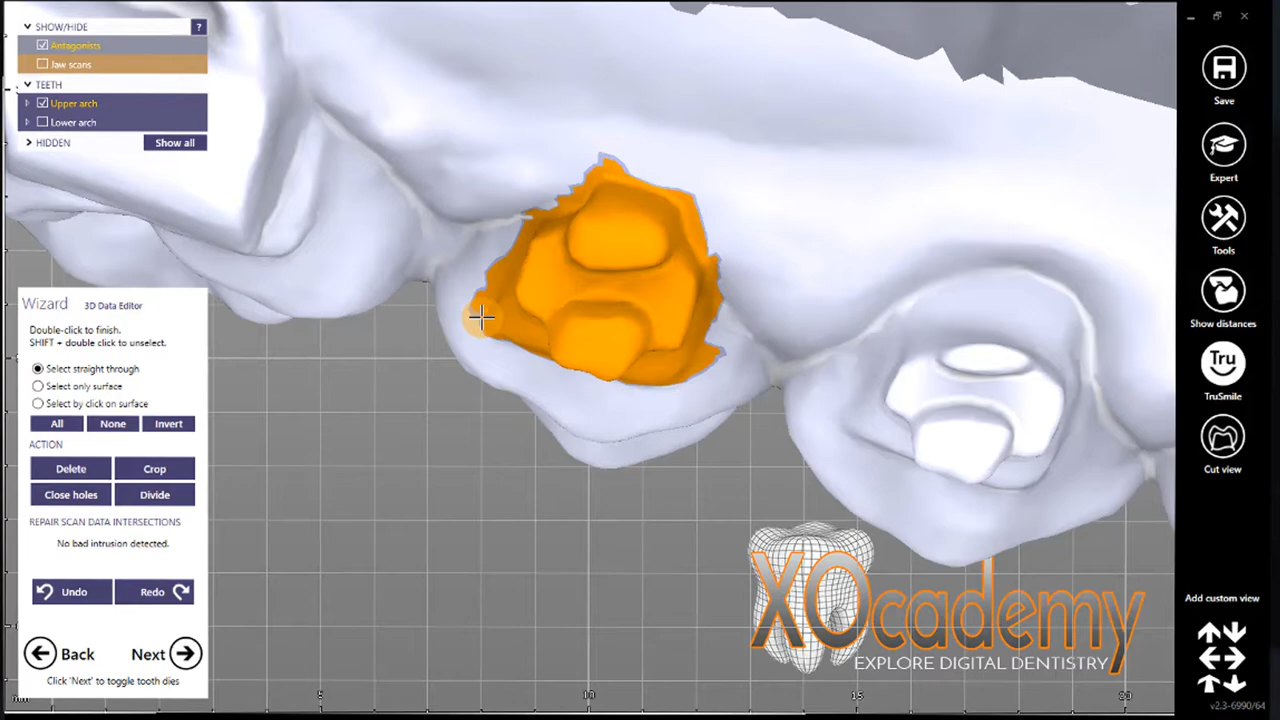 SHOW/HIDE
?
Antagonists
Jaw scans
TEETH
Upper arch
Lower arch
HIDDEN
Show all
Wizard 3D Data Editor
Double-click to finish.
SHIFT + double click to unselect.
Select straight through
Select only surface
Select by click on surface
All None Invert
ACTION
Delete Crop
Close holes Divide
REPAIR SCAN DATA INTERSECTIONS
No bad intrusion detected.
Undo Redo
Back Next
Click 'Next' to toggle tooth dies
5 10 15 20
XOcademy
EXPLORE DIGITAL DENTISTRY
Save
Expert
Tools
Show distances
Tru
TruSmile
Cut view
Add custom view
v2.3-6990/64